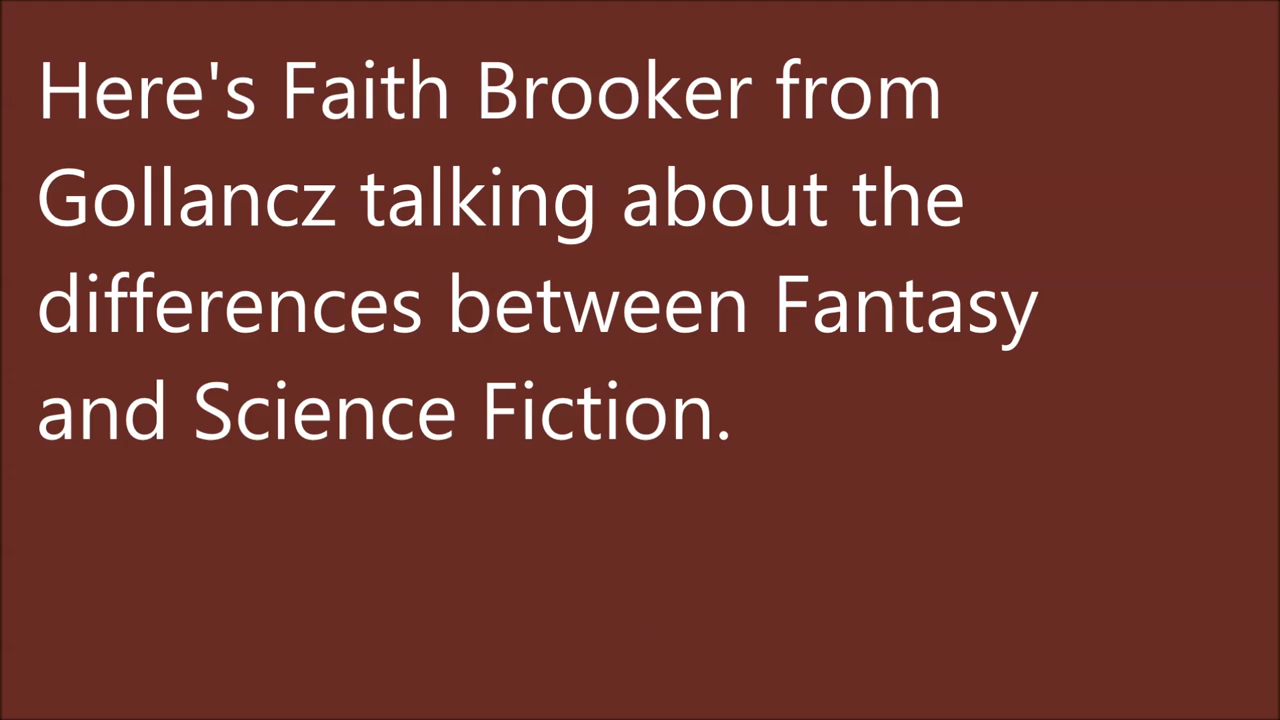 Here's Faith Brooker from
Gollancz talking about the
differences between Fantasy
and Science Fiction.